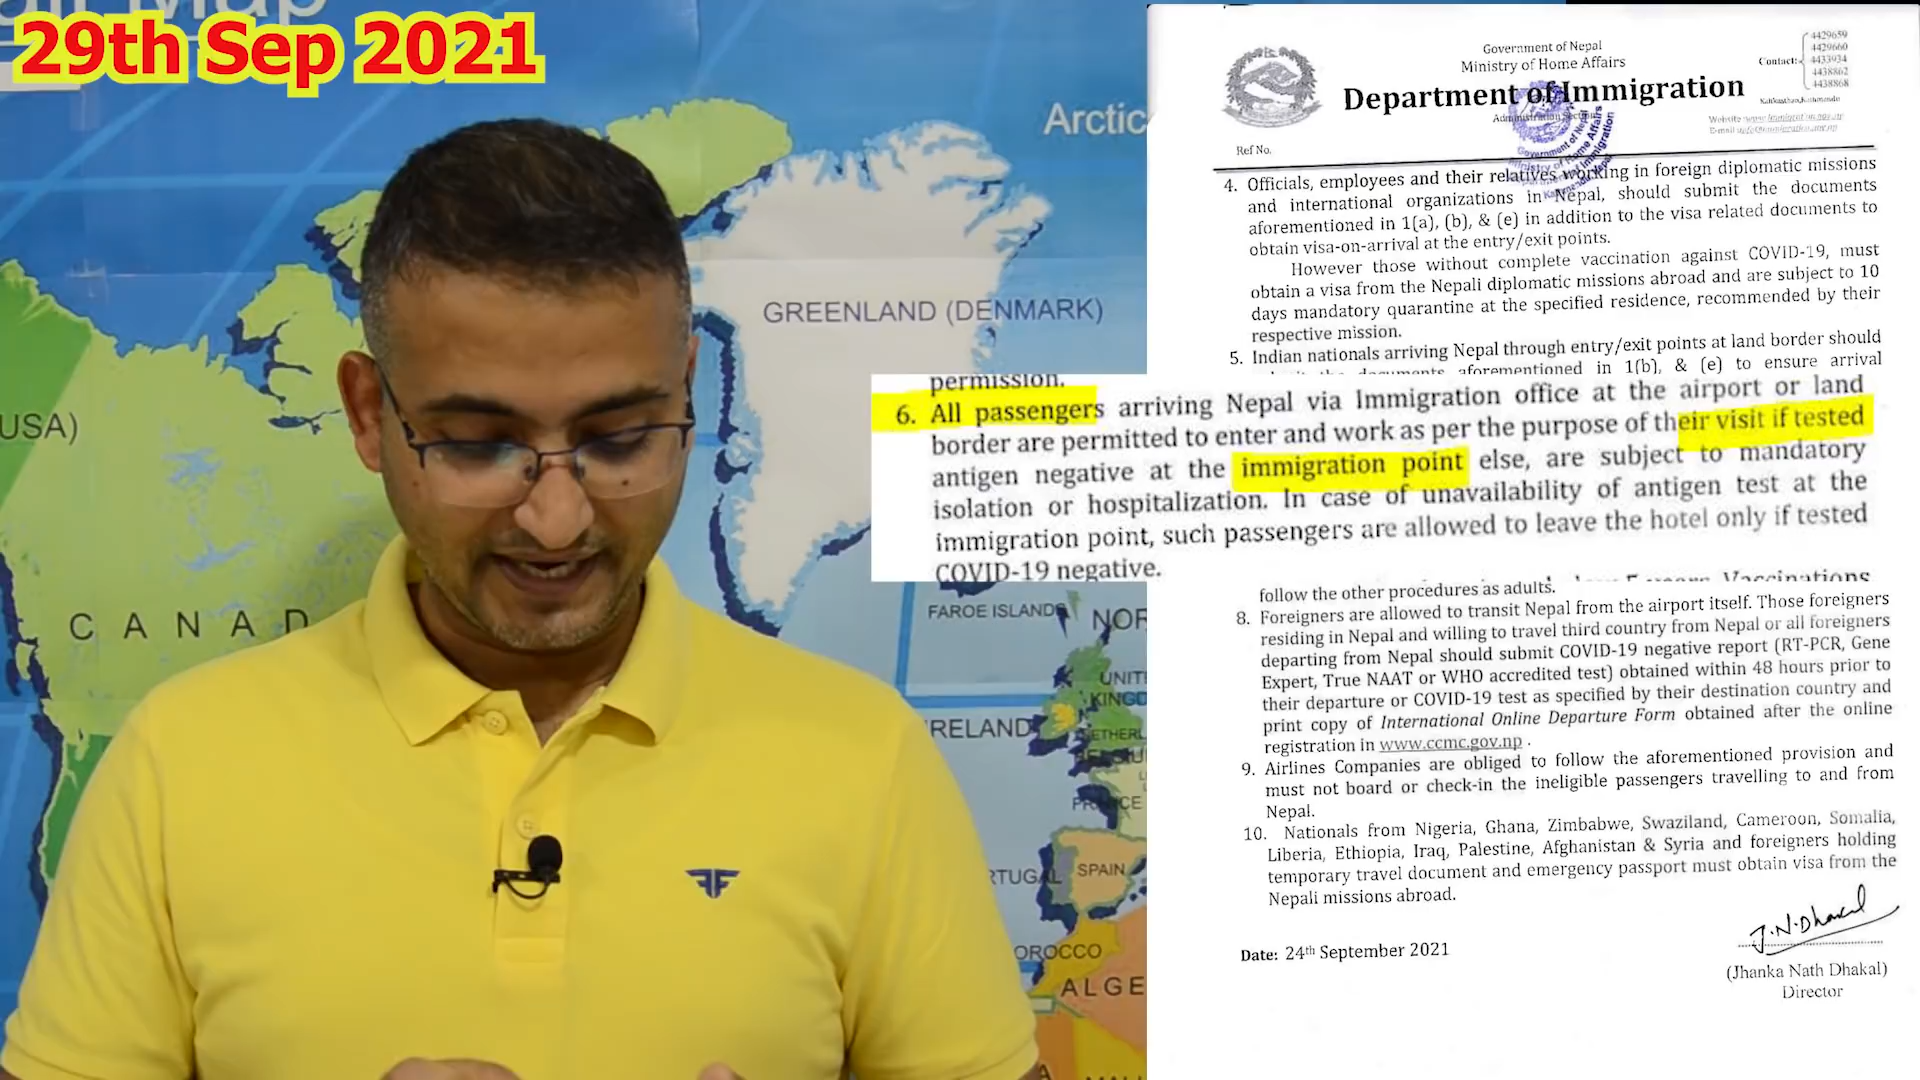 29th Sep 2021
Arctic
GREENLAND (DENMARK)
USA)
CANAD
FAROE ISLANDS
NOR
UNIT
KINGD
IRELAND
NETHERL
BELGIU
FRANCE
RTUGAL
SPAIN
OROCCO
ALGE
Government of Nepal
Ministry of Home Affairs
Department of Immigration
Administration Section
Contact:
4429659
4429660
4433934
4438862
4438868
Ref No.
4. Officials, employees and their relatives working in foreign diplomatic missions
and international organizations in Nepal, should submit the documents
aforementioned in 1(a), (b), & (e) in addition to the visa related documents to
obtain visa-on-arrival at the entry/exit points.
However those without complete vaccination against COVID-19, must
obtain a visa from the Nepali diplomatic missions abroad and are subject to 10
days mandatory quarantine at the specified residence, recommended by their
respective mission.
5. Indian nationals arriving Nepal through entry/exit points at land border should
documents aforementioned in 1(b), & (e) to ensure arrival
permission.
6. All passengers arriving Nepal via Immigration office at the airport or land
border are permitted to enter and work as per the purpose of their visit if tested
antigen negative at the immigration point else, are subject to mandatory
isolation or hospitalization. In case of unavailability of antigen test at the
immigration point, such passengers are allowed to leave the hotel only if tested
COVID-19 negative.
Vaccinations
follow the other procedures as adults.
8. Foreigners are allowed to transit Nepal from the airport itself. Those foreigners
residing in Nepal and willing to travel third country from Nepal or all foreigners
departing from Nepal should submit COVID-19 negative report (RT-PCR, Gene
Expert, True NAAT or WHO accredited test) obtained within 48 hours prior to
their departure or COVID-19 test as specified by their destination country and
print copy of International Online Departure Form obtained after the online
registration in www.ccmc.gov.np .
9. Airlines Companies are obliged to follow the aforementioned provision and
must not board or check-in the ineligible passengers travelling to and from
Nepal.
10. Nationals from Nigeria, Ghana, Zimbabwe, Swaziland, Cameroon, Somalia,
Liberia, Ethiopia, Iraq, Palestine, Afghanistan & Syria and foreigners holding
temporary travel document and emergency passport must obtain visa from the
Nepali missions abroad.
J.N.Dhakal
Date: 24th September 2021
(Jhanka Nath Dhakal)
Director